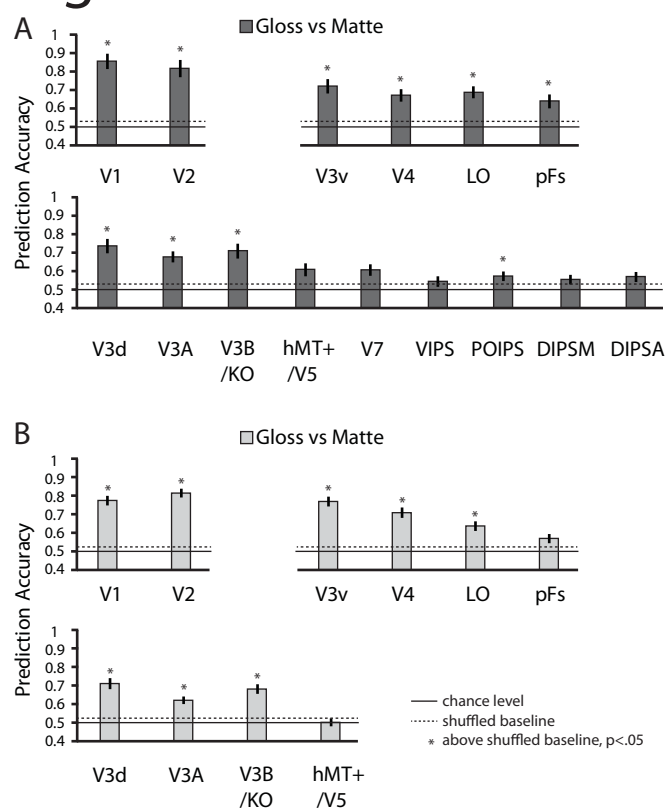 A
Gloss vs Matte
Prediction Accuracy
1
0.9
0.8
0.7
0.6
0.5
0.4
* * * * * *
V1 V2 V3v V4 LO pFs
1
0.9
0.8
0.7
0.6
0.5
0.4
* * * *
V3d V3A V3B/KO hMT+/V5 V7 VIPS POIPS DIPSM DIPSA
B
Gloss vs Matte
Prediction Accuracy
1
0.9
0.8
0.7
0.6
0.5
0.4
* * * * *
V1 V2 V3v V4 LO pFs
1
0.9
0.8
0.7
0.6
0.5
0.4
* * *
V3d V3A V3B/KO hMT+/V5
chance level
shuffled baseline
* above shuffled baseline, p<.05